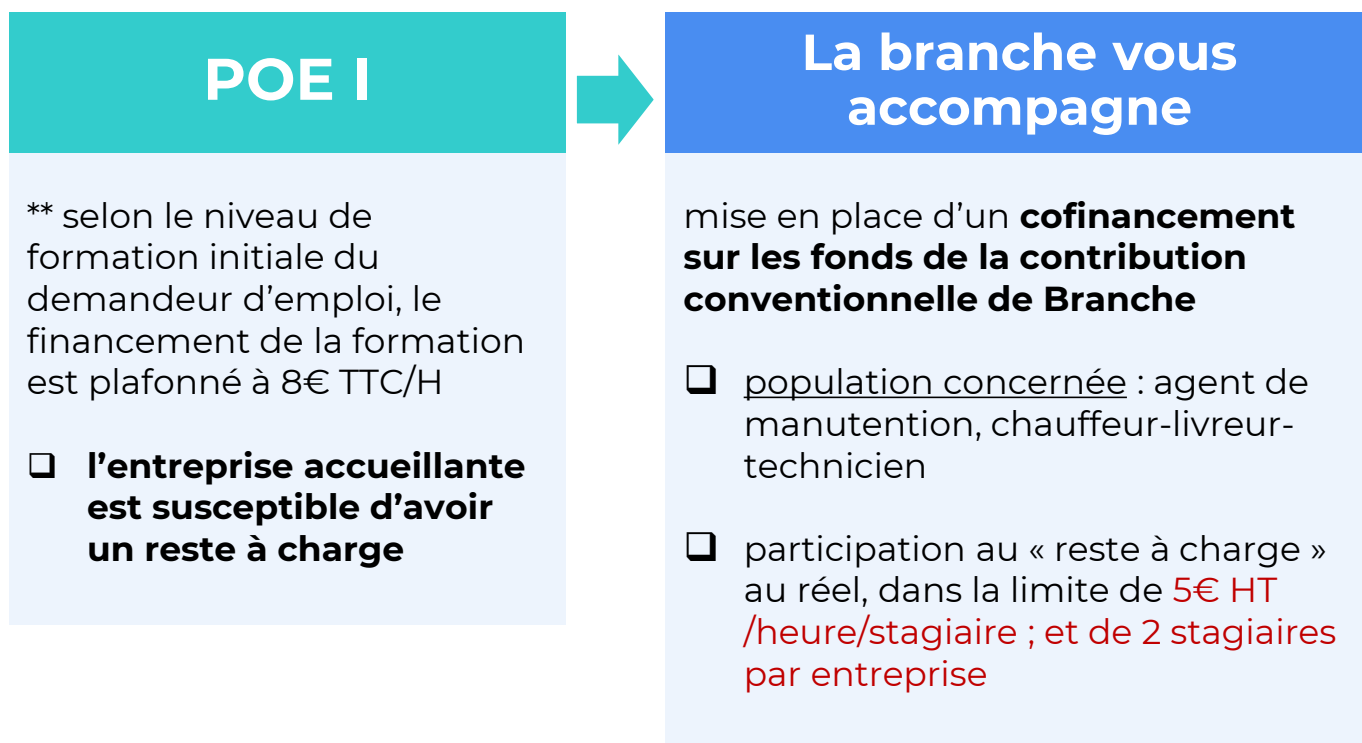 POE I
** selon le niveau de
formation initiale du
demandeur d’emploi, le
financement de la formation
est plafonné à 8€ TTC/H
❑ l’entreprise accueillante
est susceptible d’avoir
un reste à charge
La branche vous
accompagne
mise en place d’un cofinancement
sur les fonds de la contribution
conventionnelle de Branche
❑ population concernée : agent de
manutention, chauffeur-livreur-
technicien
❑ participation au « reste à charge »
au réel, dans la limite de 5€ HT
/heure/stagiaire ; et de 2 stagiaires
par entreprise